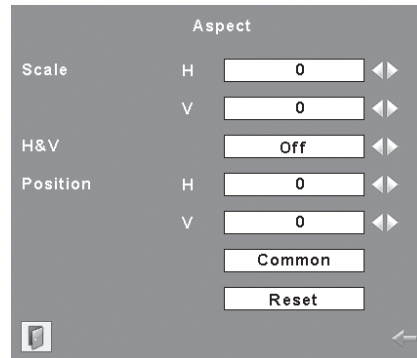 Aspect
Scale H 0
V 0
H&V Off
Position H 0
V 0
Common
Reset